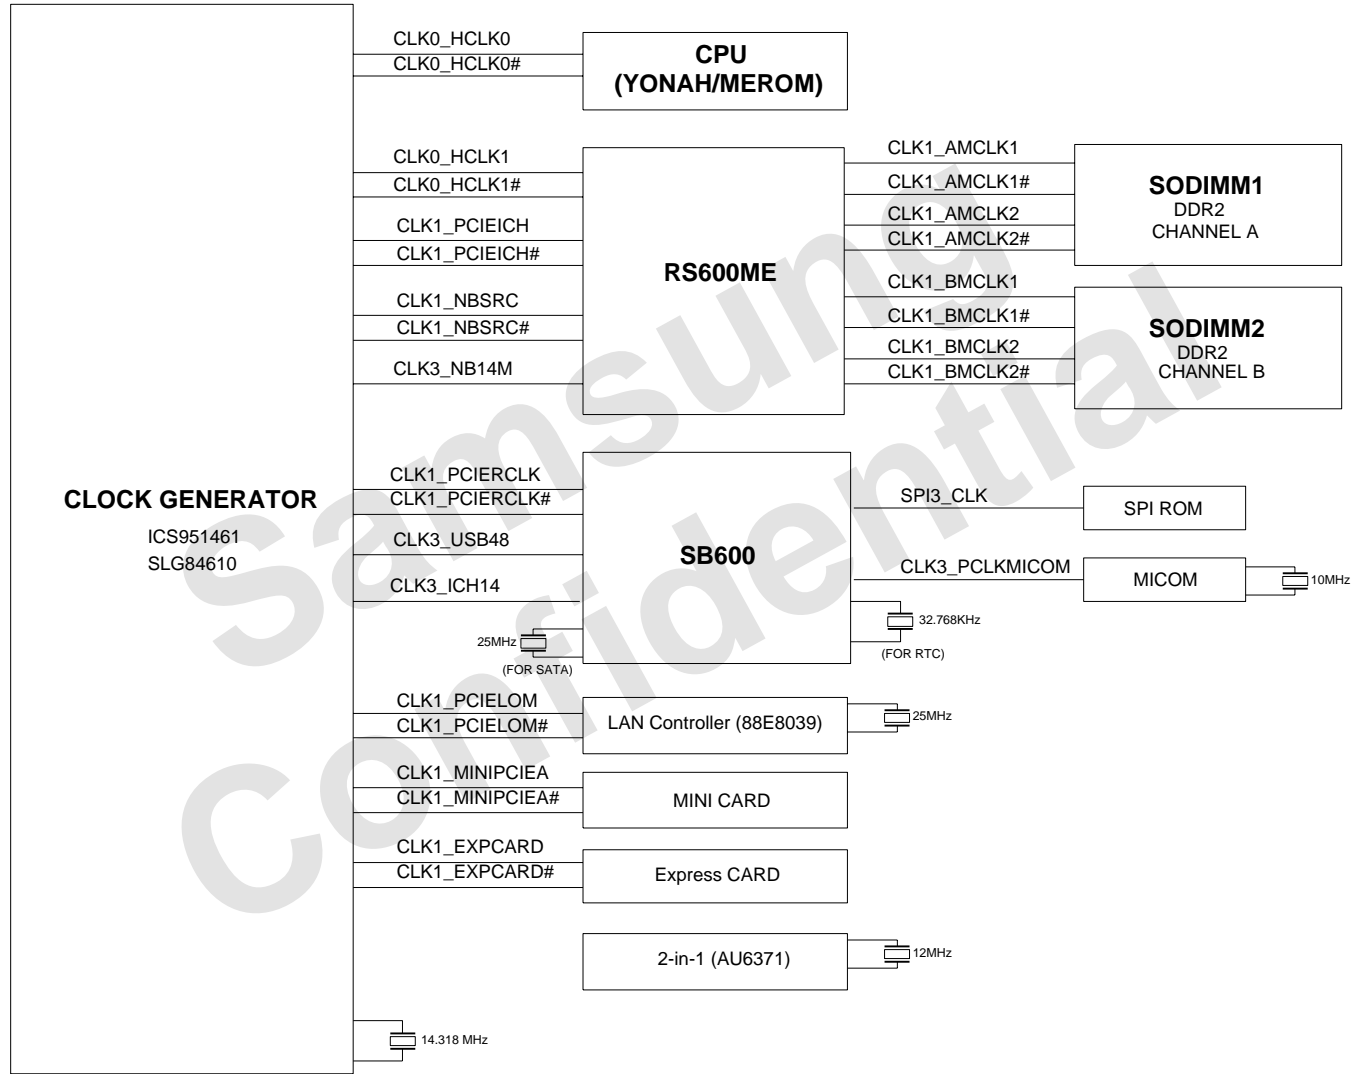 CLOCK GENERATOR
ICS951461
SLG84610
CLK0_HCLK0
CLK0_HCLK0#
CPU
(YONAH/MEROM)
CLK0_HCLK1
CLK0_HCLK1#
CLK1_PCIEICH
CLK1_PCIEICH#
CLK1_NBSRC
CLK1_NBSRC#
CLK3_NB14M
RS600ME
CLK1_AMCLK1
CLK1_AMCLK1#
CLK1_AMCLK2
CLK1_AMCLK2#
SODIMM1
DDR2
CHANNEL A
CLK1_BMCLK1
CLK1_BMCLK1#
CLK1_BMCLK2
CLK1_BMCLK2#
SODIMM2
DDR2
CHANNEL B
CLK1_PCIERCLK
CLK1_PCIERCLK#
CLK3_USB48
CLK3_ICH14
25MHz
(FOR SATA)
SB600
SPI3_CLK
SPI ROM
CLK3_PCLKMICOM
MICOM
10MHz
32.768KHz
(FOR RTC)
CLK1_PCIELOM
CLK1_PCIELOM#
LAN Controller (88E8039)
25MHz
CLK1_MINIPCIEA
CLK1_MINIPCIEA#
MINI CARD
CLK1_EXPCARD
CLK1_EXPCARD#
Express CARD
2-in-1 (AU6371)
12MHz
14.318 MHz
Samsung
Confidential